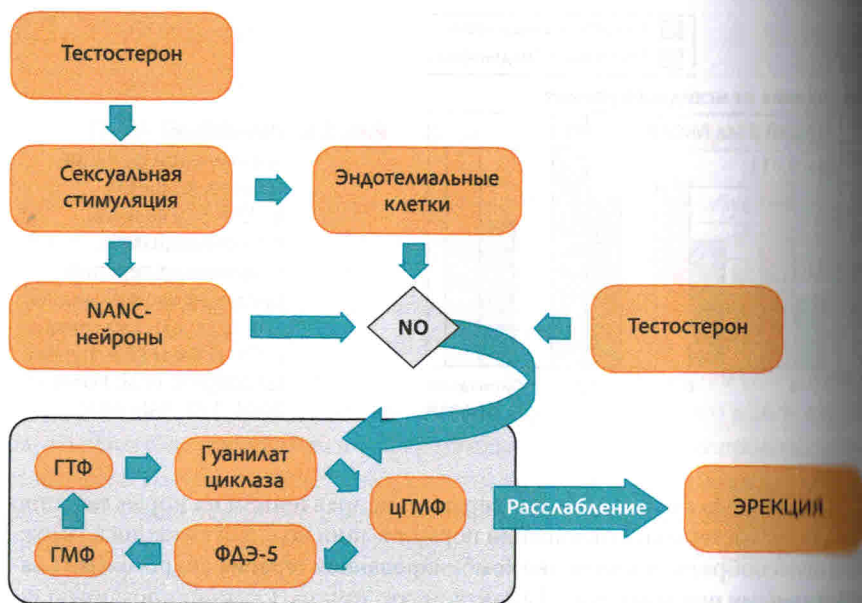 Тестостерон
Сексуальная
стимуляция
Эндотелиальные
клетки
NANC-
нейроны
NO
Тестостерон
ГТФ
Гуанилат
циклаза
цГМФ
Расслабление
ЭРЕКЦИЯ
ГМФ
ФДЭ-5